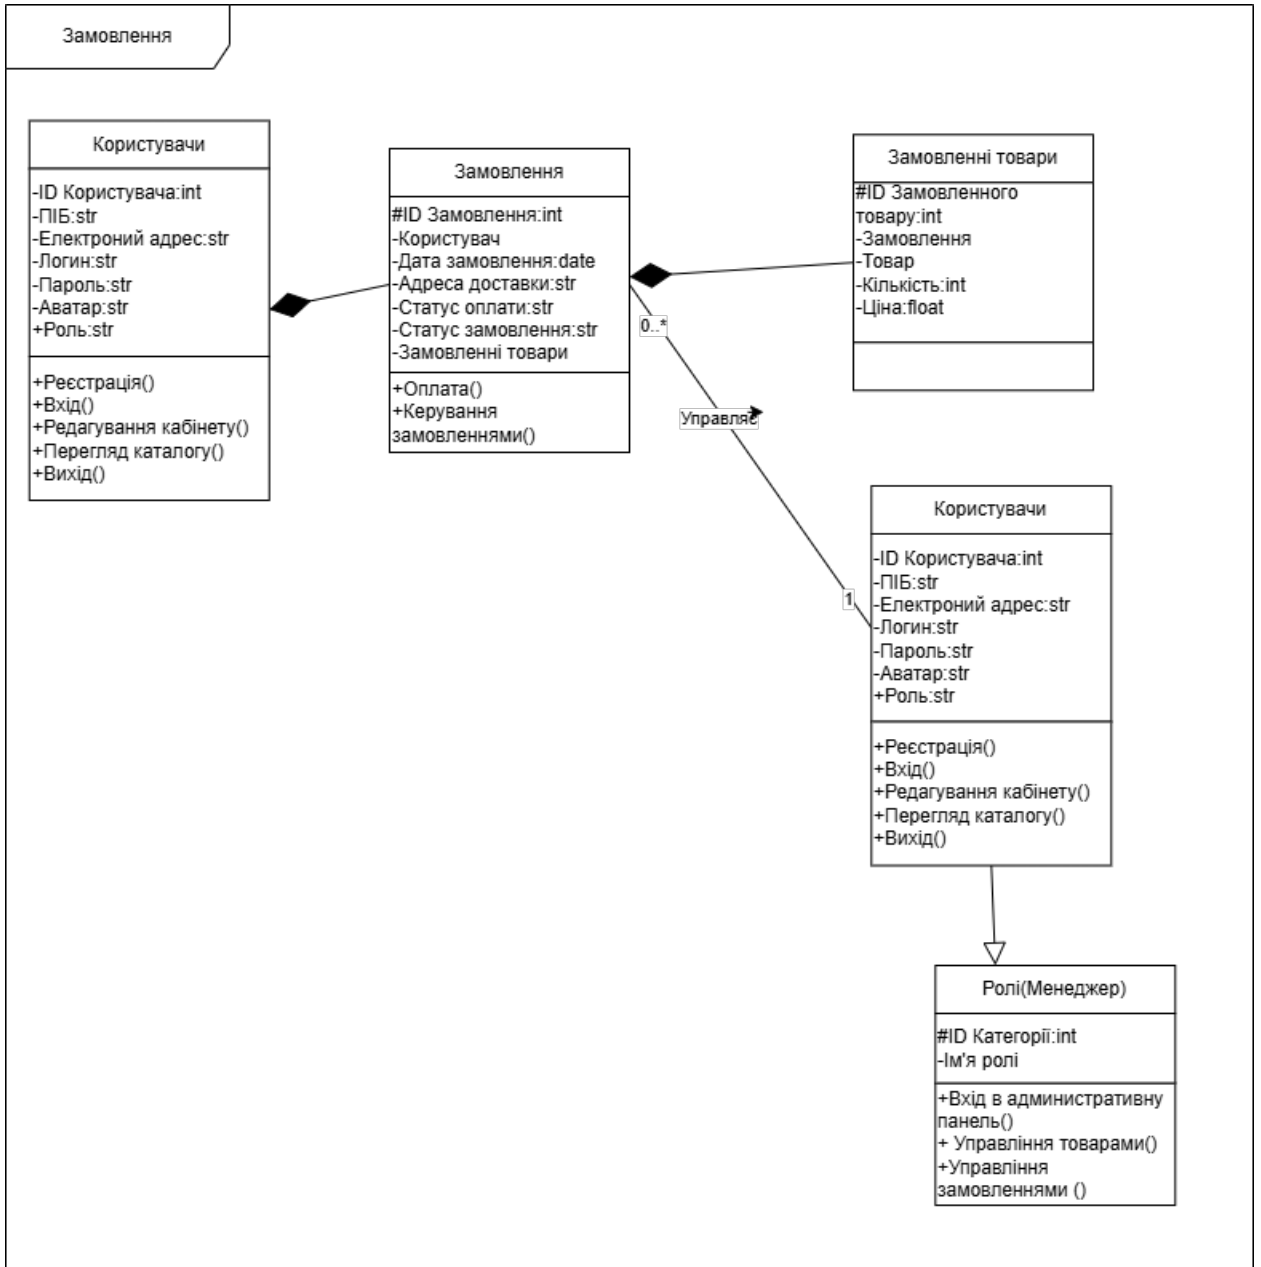 Замовлення
Користувачи
-ID Користувача:int
-ПІБ:str
-Електроний адрес:str
-Логин:str
-Пароль:str
-Аватар:str
+Роль:str
+Реєстрація()
+Вхід()
+Редагування кабінету()
+Перегляд каталогу()
+Вихід()
Замовлення
#ID Замовлення:int
-Користувач
-Дата замовлення:date
-Адреса доставки:str
-Статус оплати:str
-Статус замовлення:str
-Замовленні товари
+Оплата()
+Керування
замовленнями()
Замовленні товари
#ID Замовленного
товару:int
-Замовлення
-Товар
-Кількість:int
-Ціна:float
0..*
Управляє
1
Користувачи
-ID Користувача:int
-ПІБ:str
-Електроний адрес:str
-Логин:str
-Пароль:str
-Аватар:str
+Роль:str
+Реєстрація()
+Вхід()
+Редагування кабінету()
+Перегляд каталогу()
+Вихід()
Ролі(Менеджер)
#ID Категорії:int
-Ім'я ролі
+Вхід в административну
панель()
+ Управління товарами()
+Управління
замовленнями ()